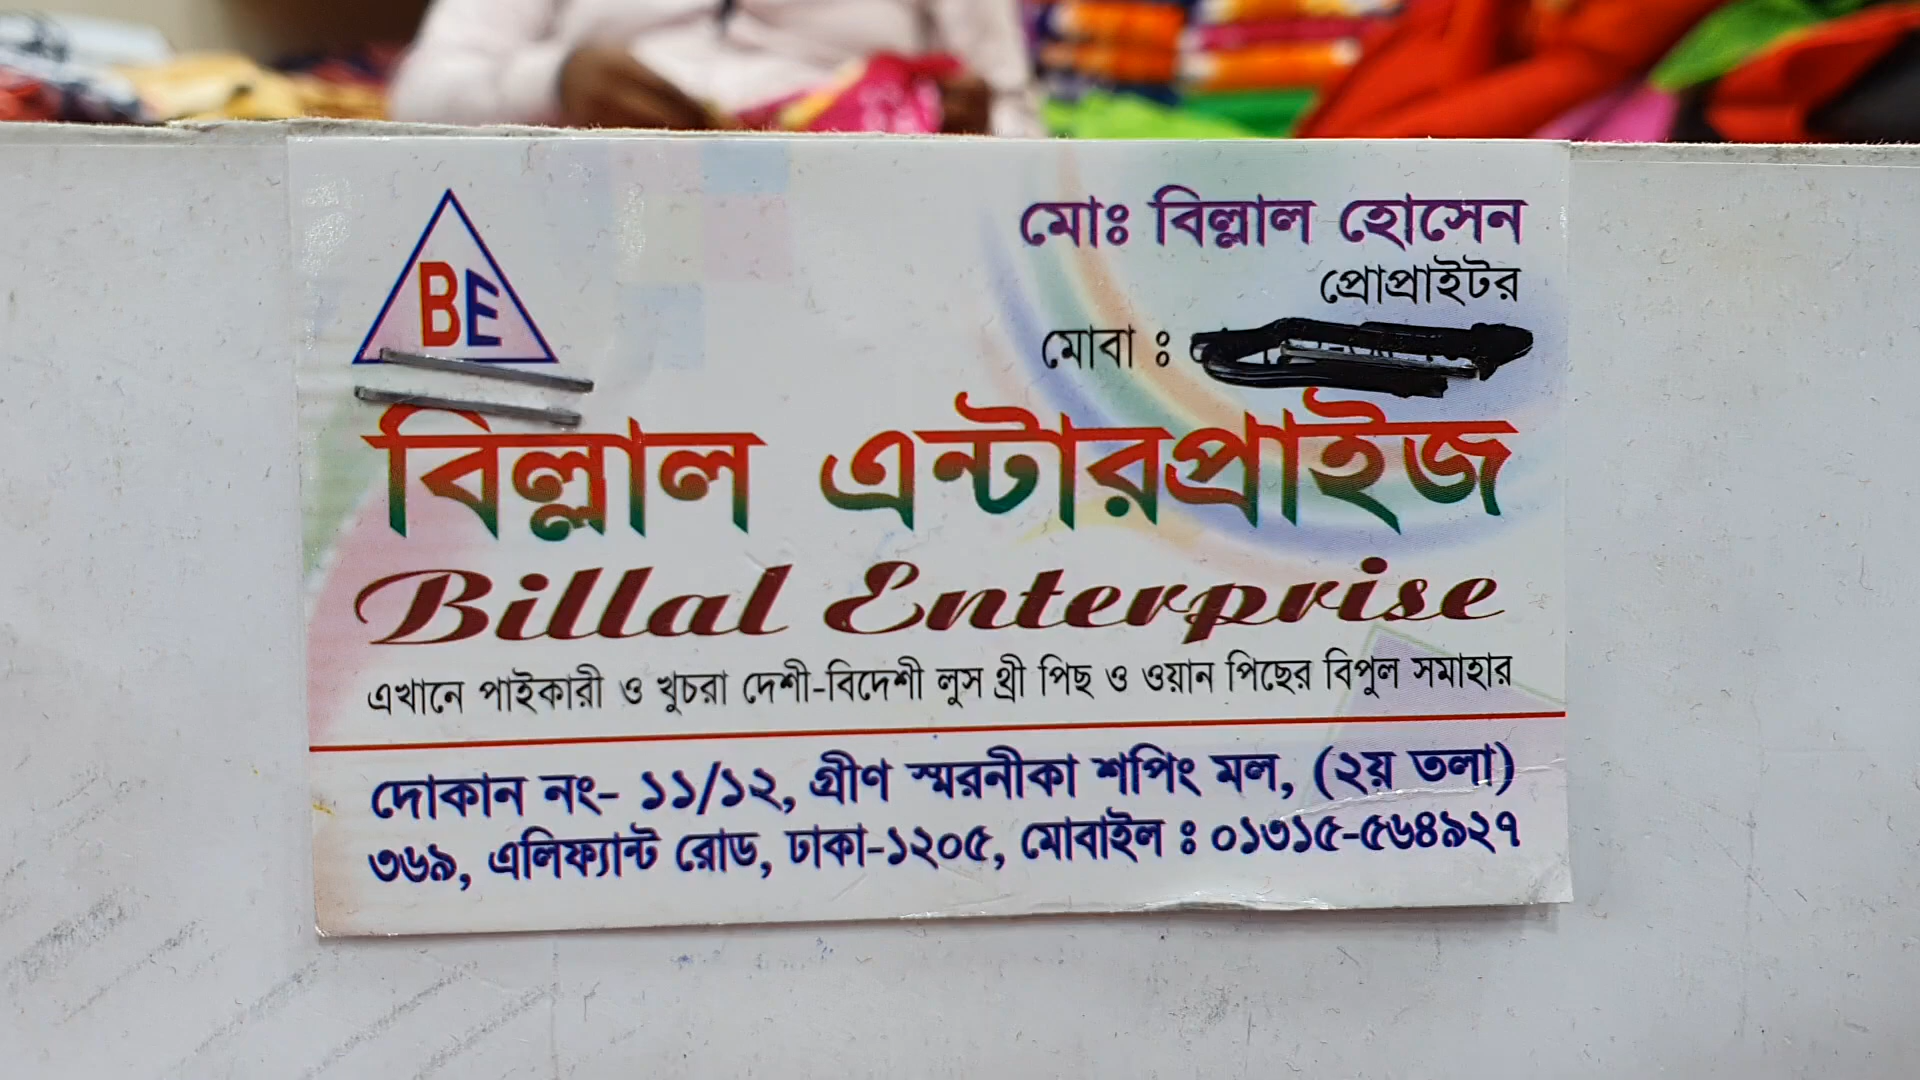 BE
মোঃ বিল্লাল হোসেন
প্রোপ্রাইটর
মোবা ঃ
বিল্লাল এন্টারপ্রাইজ
Billal Enterprise
এখানে পাইকারী ও খুচরা দেশী-বিদেশী লুস থ্রী পিছ ও ওয়ান পিছের বিপুল সমাহার
দোকান নং- ১১/১২, গ্রীণ স্মরনীকা শপিং মল, (২য় তলা)
৩৬৯, এলিফ্যান্ট রোড, ঢাকা-১২০৫, মোবাইল ঃ ০১৩১৫-৫৬৪৯২৭